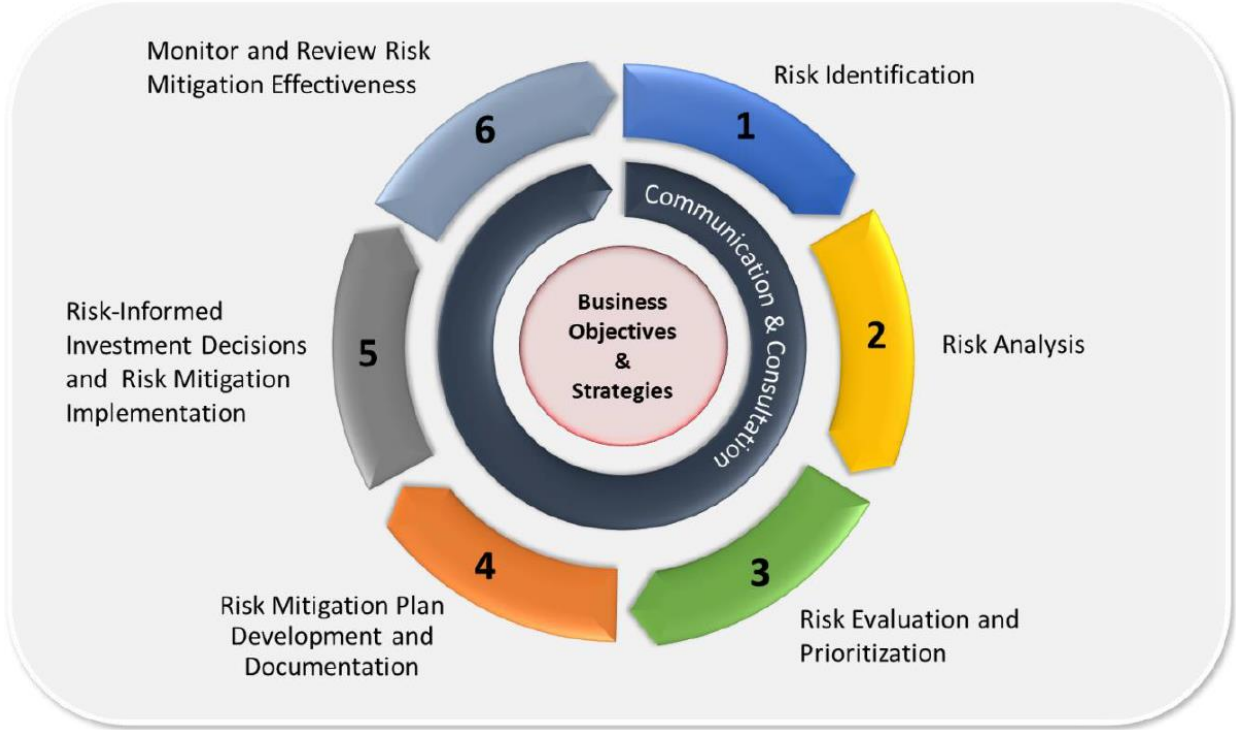 1
Risk Identification
2
Risk Analysis
3
Risk Evaluation and
Prioritization
4
Risk Mitigation Plan
Development and
Documentation
5
Risk-Informed
Investment Decisions
and Risk Mitigation
Implementation
6
Monitor and Review Risk
Mitigation Effectiveness
Communication & Consultation
Business
Objectives
&
Strategies